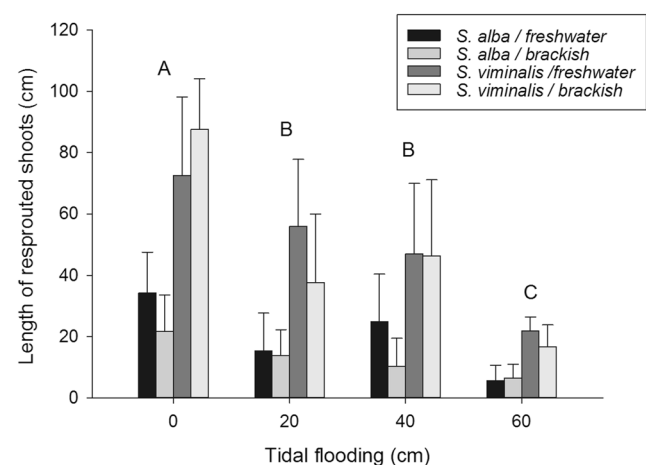 120
100
80
60
40
20
0
Length of resprouted shoots (cm)
A
B
B
C
S. alba / freshwater
S. alba / brackish
S. viminalis /freshwater
S. viminalis / brackish
0 20 40 60
Tidal flooding (cm)